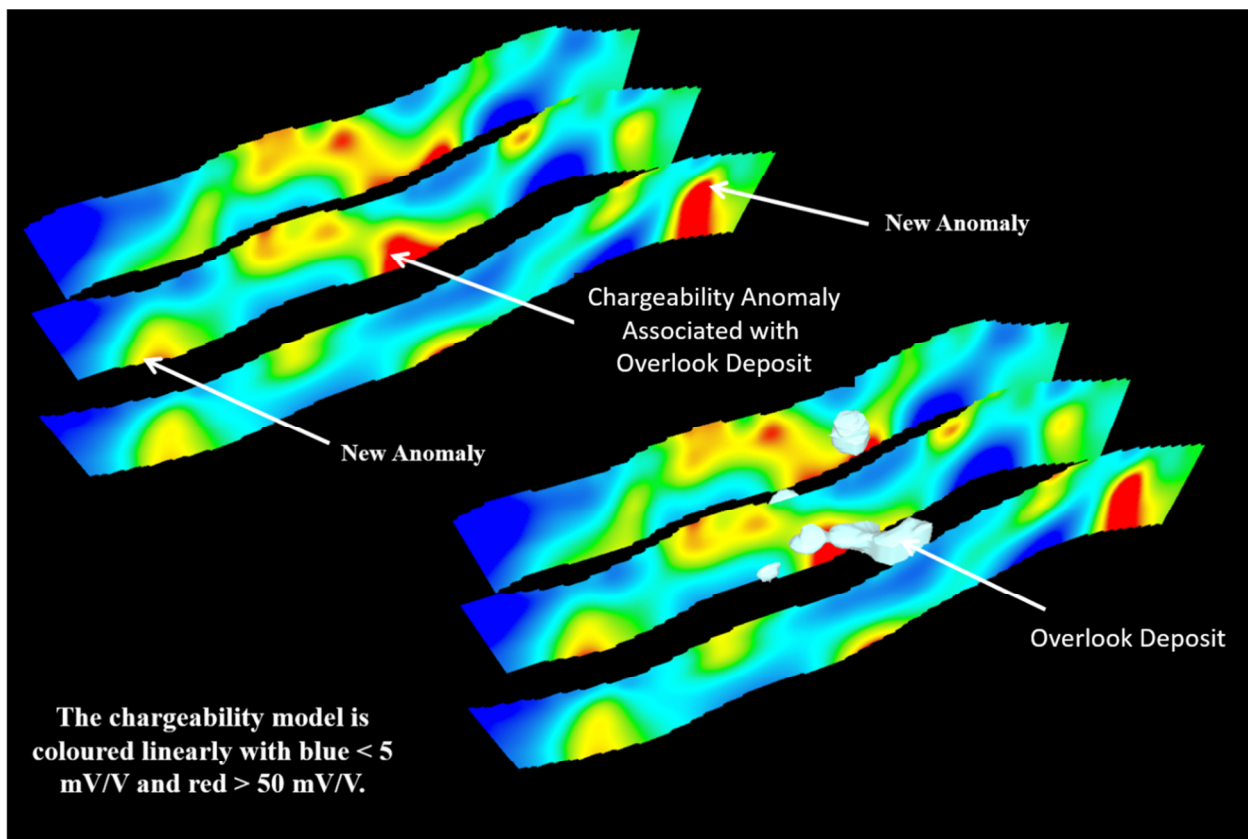 New Anomaly
Chargeability Anomaly
Associated with
Overlook Deposit
New Anomaly
Overlook Deposit
The chargeability model is
coloured linearly with blue < 5
mV/V and red > 50 mV/V.